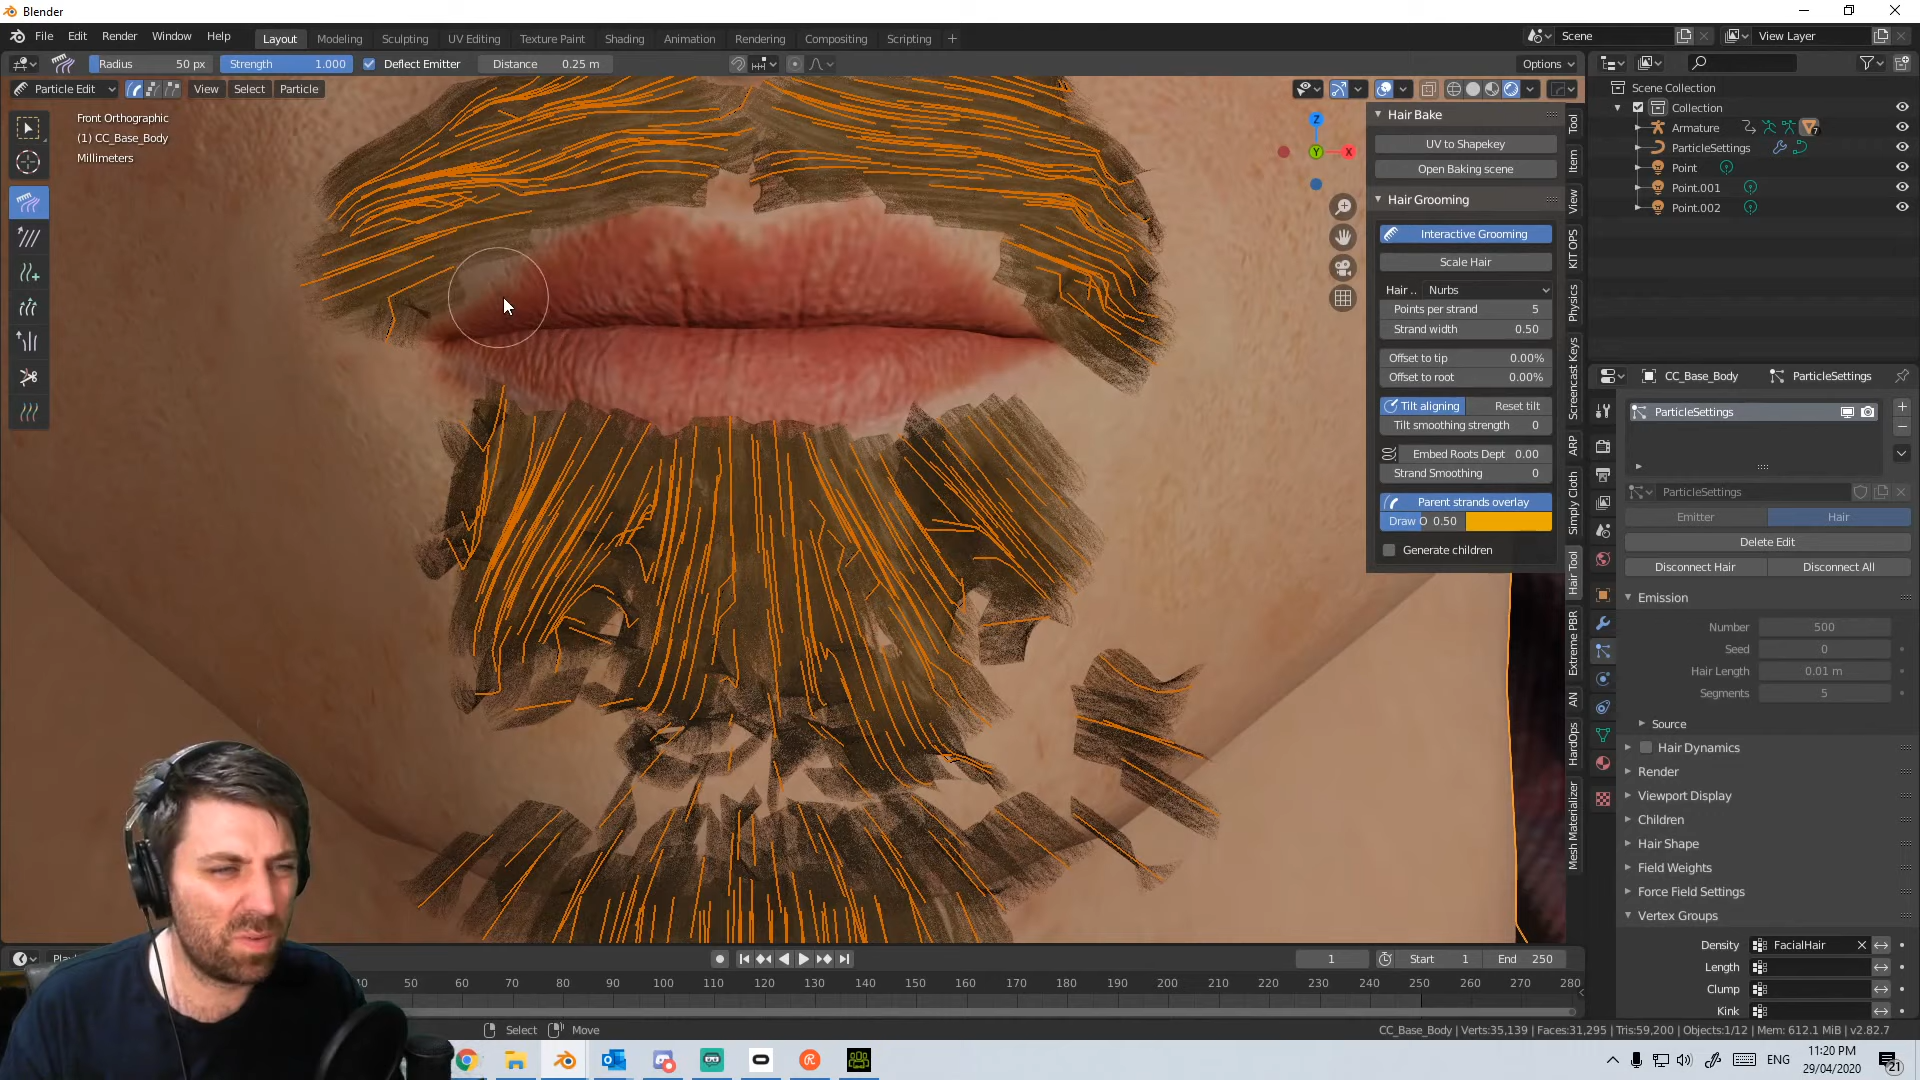 Blender
File Edit Render Window Help
Layout Modeling Sculpting UV Editing Texture Paint Shading Animation Rendering Compositing Scripting +
Scene
View Layer
Radius 50 px Strength 1.000 Deflect Emitter Distance 0.25 m
Options
Particle Edit View Select Particle
Front Orthographic
(1) CC_Base_Body
Millimeters
Z
Y
X
Hair Bake
UV to Shapekey
Open Baking scene
Hair Grooming
Interactive Grooming
Scale Hair
Hair .. Nurbs
Points per strand 5
Strand width 0.50
Offset to tip 0.00%
Offset to root 0.00%
Tilt aligning Reset tilt
Tilt smoothing strength 0
Embed Roots Dept 0.00
Strand Smoothing 0
Parent strands overlay
Draw O 0.50
Generate children
Tool
Item
View
KIT OPS
Physics
Screencast Keys
ARP
Simply Cloth
Hair Tool
Extreme PBR
AN
HardOps
Mesh Materializer
Scene Collection
Collection
Armature
7
ParticleSettings
Point
Point.001
Point.002
CC_Base_Body ParticleSettings
ParticleSettings
ParticleSettings
Emitter Hair
Delete Edit
Disconnect Hair Disconnect All
Emission
Number 500
Seed 0
Hair Length 0.01 m
Segments 5
Source
Hair Dynamics
Render
Viewport Display
Children
Hair Shape
Field Weights
Force Field Settings
Vertex Groups
Density FacialHair
Length
Clump
Kink
1 Start 1 End 250
50 60 70 80 90 100 110 120 130 140 150 160 170 180 190 200 210 220 230 240 250 260 270 280
Select Move
CC_Base_Body | Verts:35,139 | Faces:31,295 | Tris:59,200 | Objects:1/12 | Mem: 612.1 MiB | v2.82.7
ENG
11:20 PM
29/04/2020
21